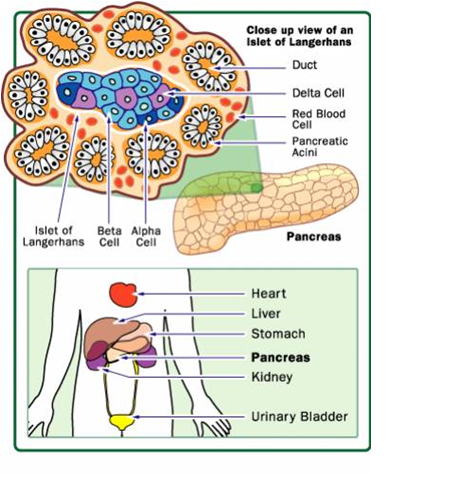 Close up view of an
islet of Langerhans
Duct
Delta Cell
Red Blood
Cell
Pancreatic
Acini
Islet of
Langerhans
Beta
Cell
Alpha
Cell
Pancreas
Heart
Liver
Stomach
Pancreas
Kidney
Urinary Bladder